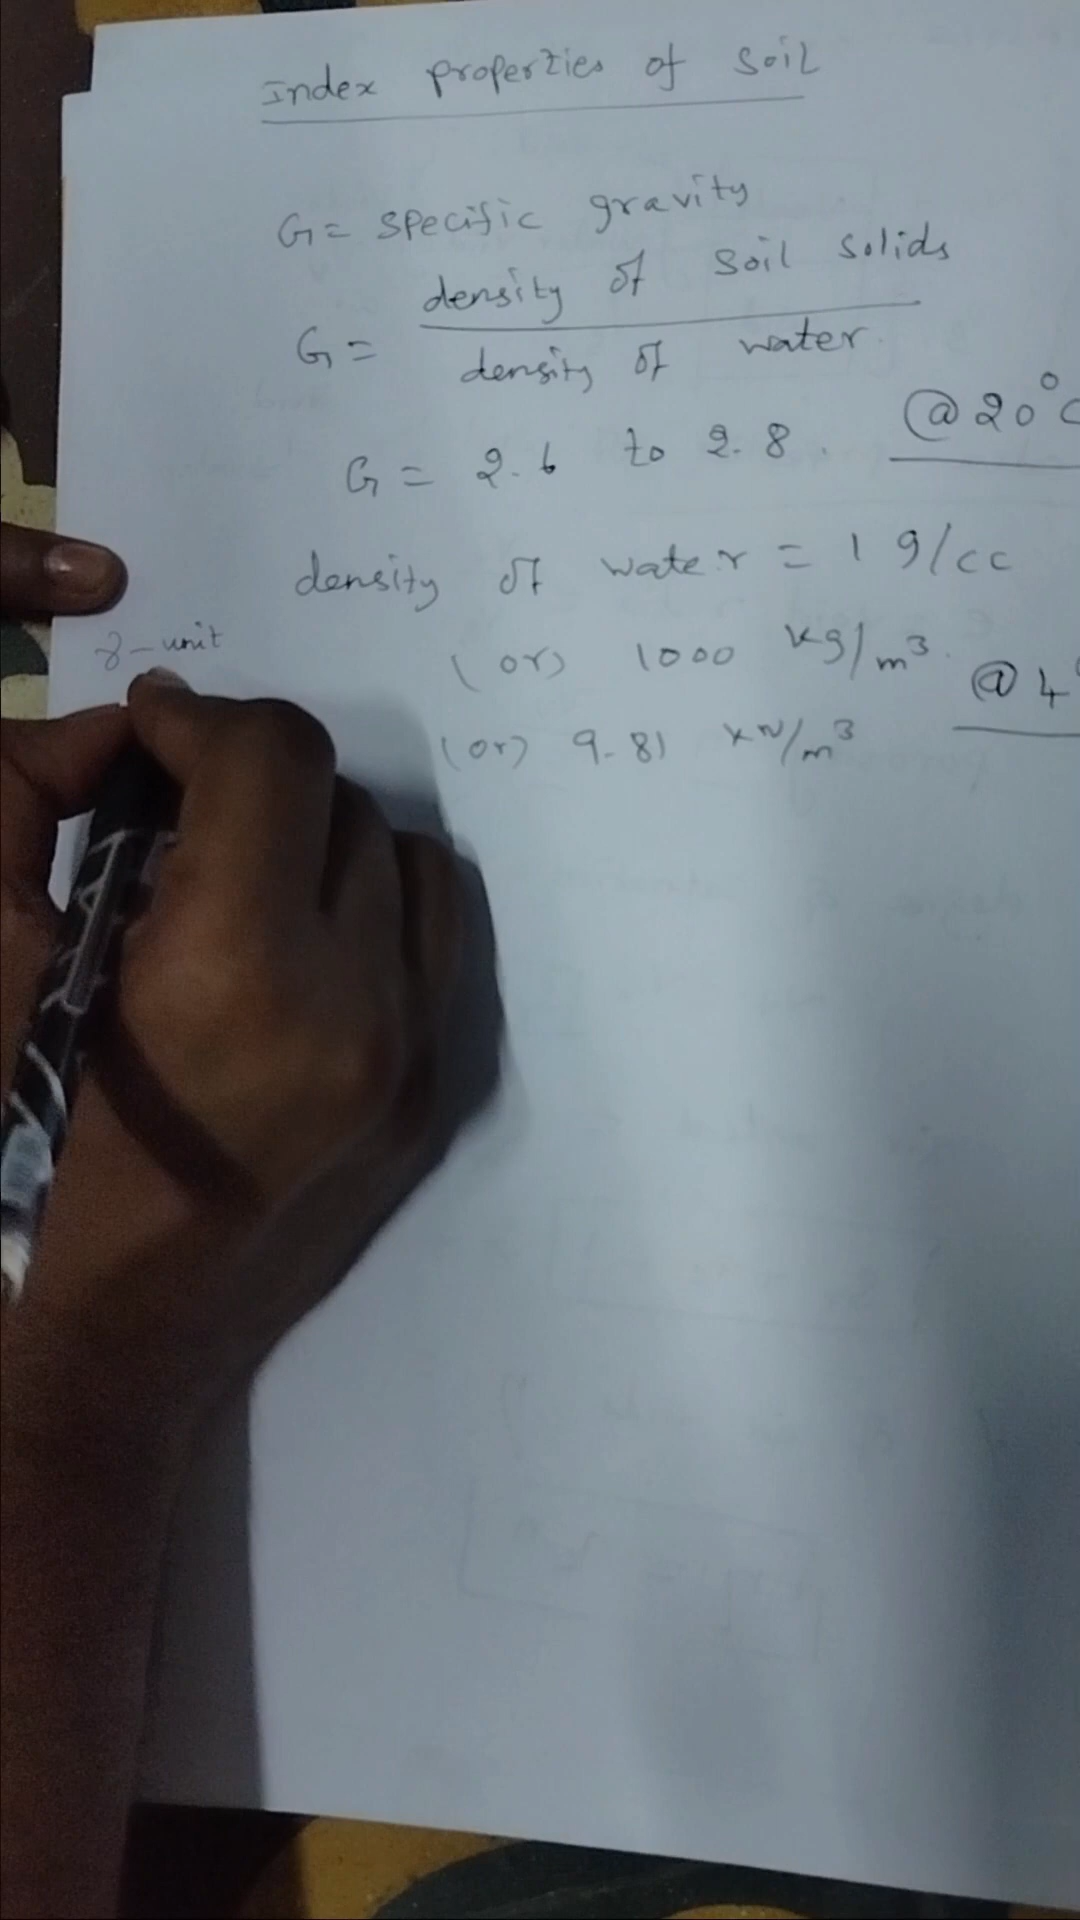 Index properties of soil
G = specific gravity
G = density of soil solids
density of water
G = 2.6 to 2.8. @20°C
density of water = 1 g/cc
γ - unit
(or) 1000 kg/m³. @4°
(or) 9.81 kN/m³